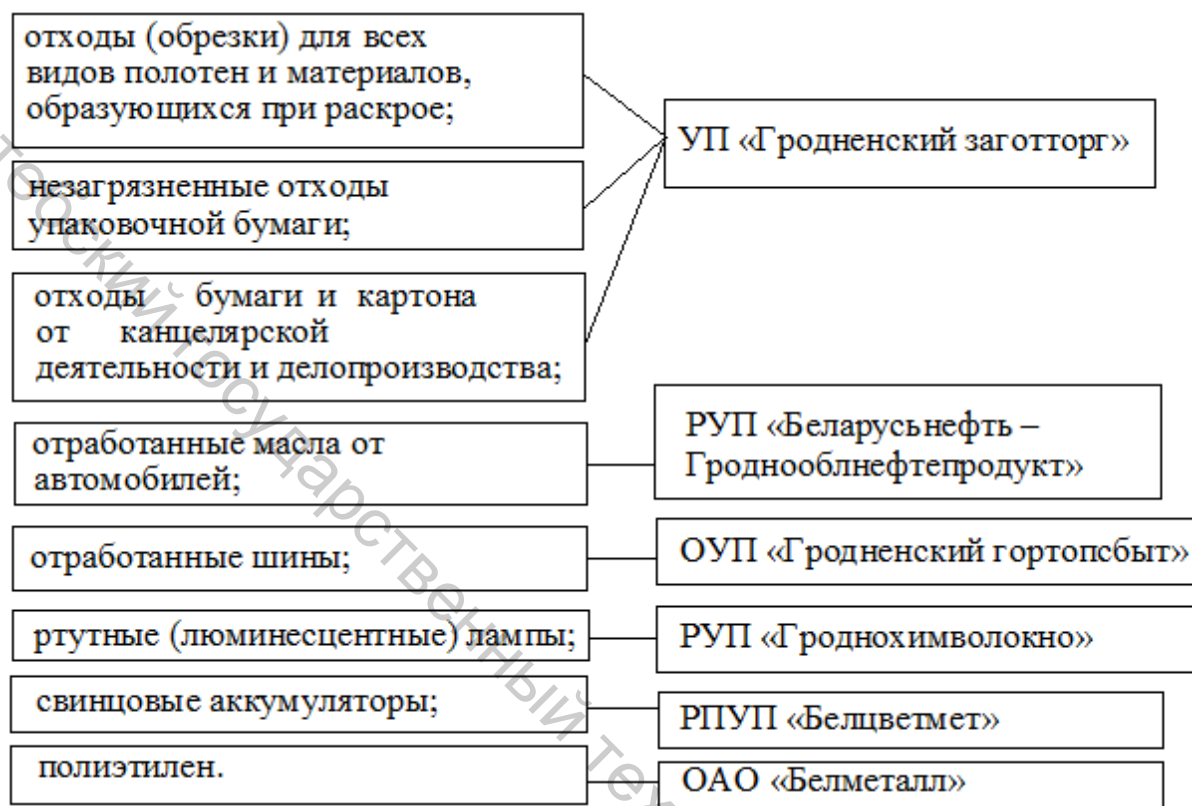 отходы (обрезки) для всех
видов полотен и материалов,
образующихся при раскрое;
УП «Гродненский заготторг»
незагрязненные отходы
упаковочной бумаги;
отходы бумаги и картона
от канцелярской
деятельности и делопроизводства;
отработанные масла от
автомобилей;
РУП «Беларусьнефть –
Гроднооблнефтепродукт»
отработанные шины;
ОУП «Гродненский гортопсбыт»
ртутные (люминесцентные) лампы;
РУП «Гроднохимволокно»
свинцовые аккумуляторы;
РПУП «Белцветмет»
полиэтилен.
ОАО «Белметалл»
государственный